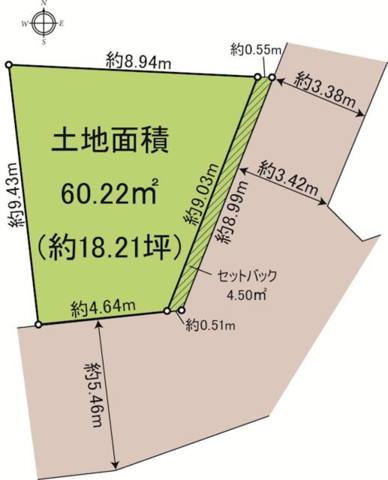 N
W
E
S
約8.94m
約0.55m
約3.38m
土地面積
60.22㎡
(約18.21坪)
約9.43m
約9.03m
約8.99m
約3.42m
セットバック
4.50㎡
約4.64m
約0.51m
約5.46m